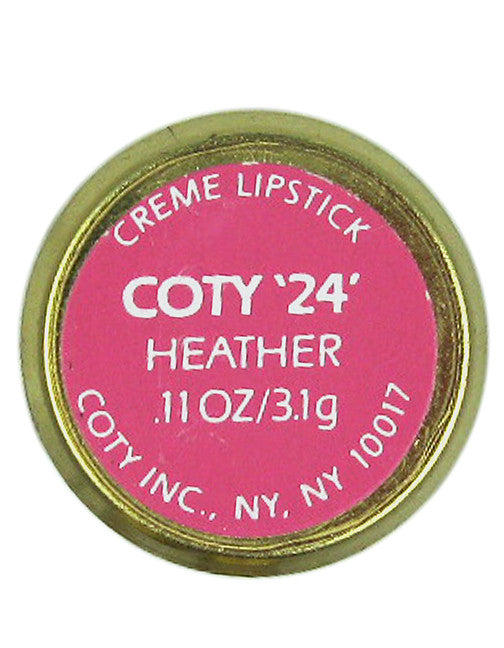 CREME LIPSTICK
COTY '24'
HEATHER
.11 OZ/3.1g
COTY INC., NY, NY 10017